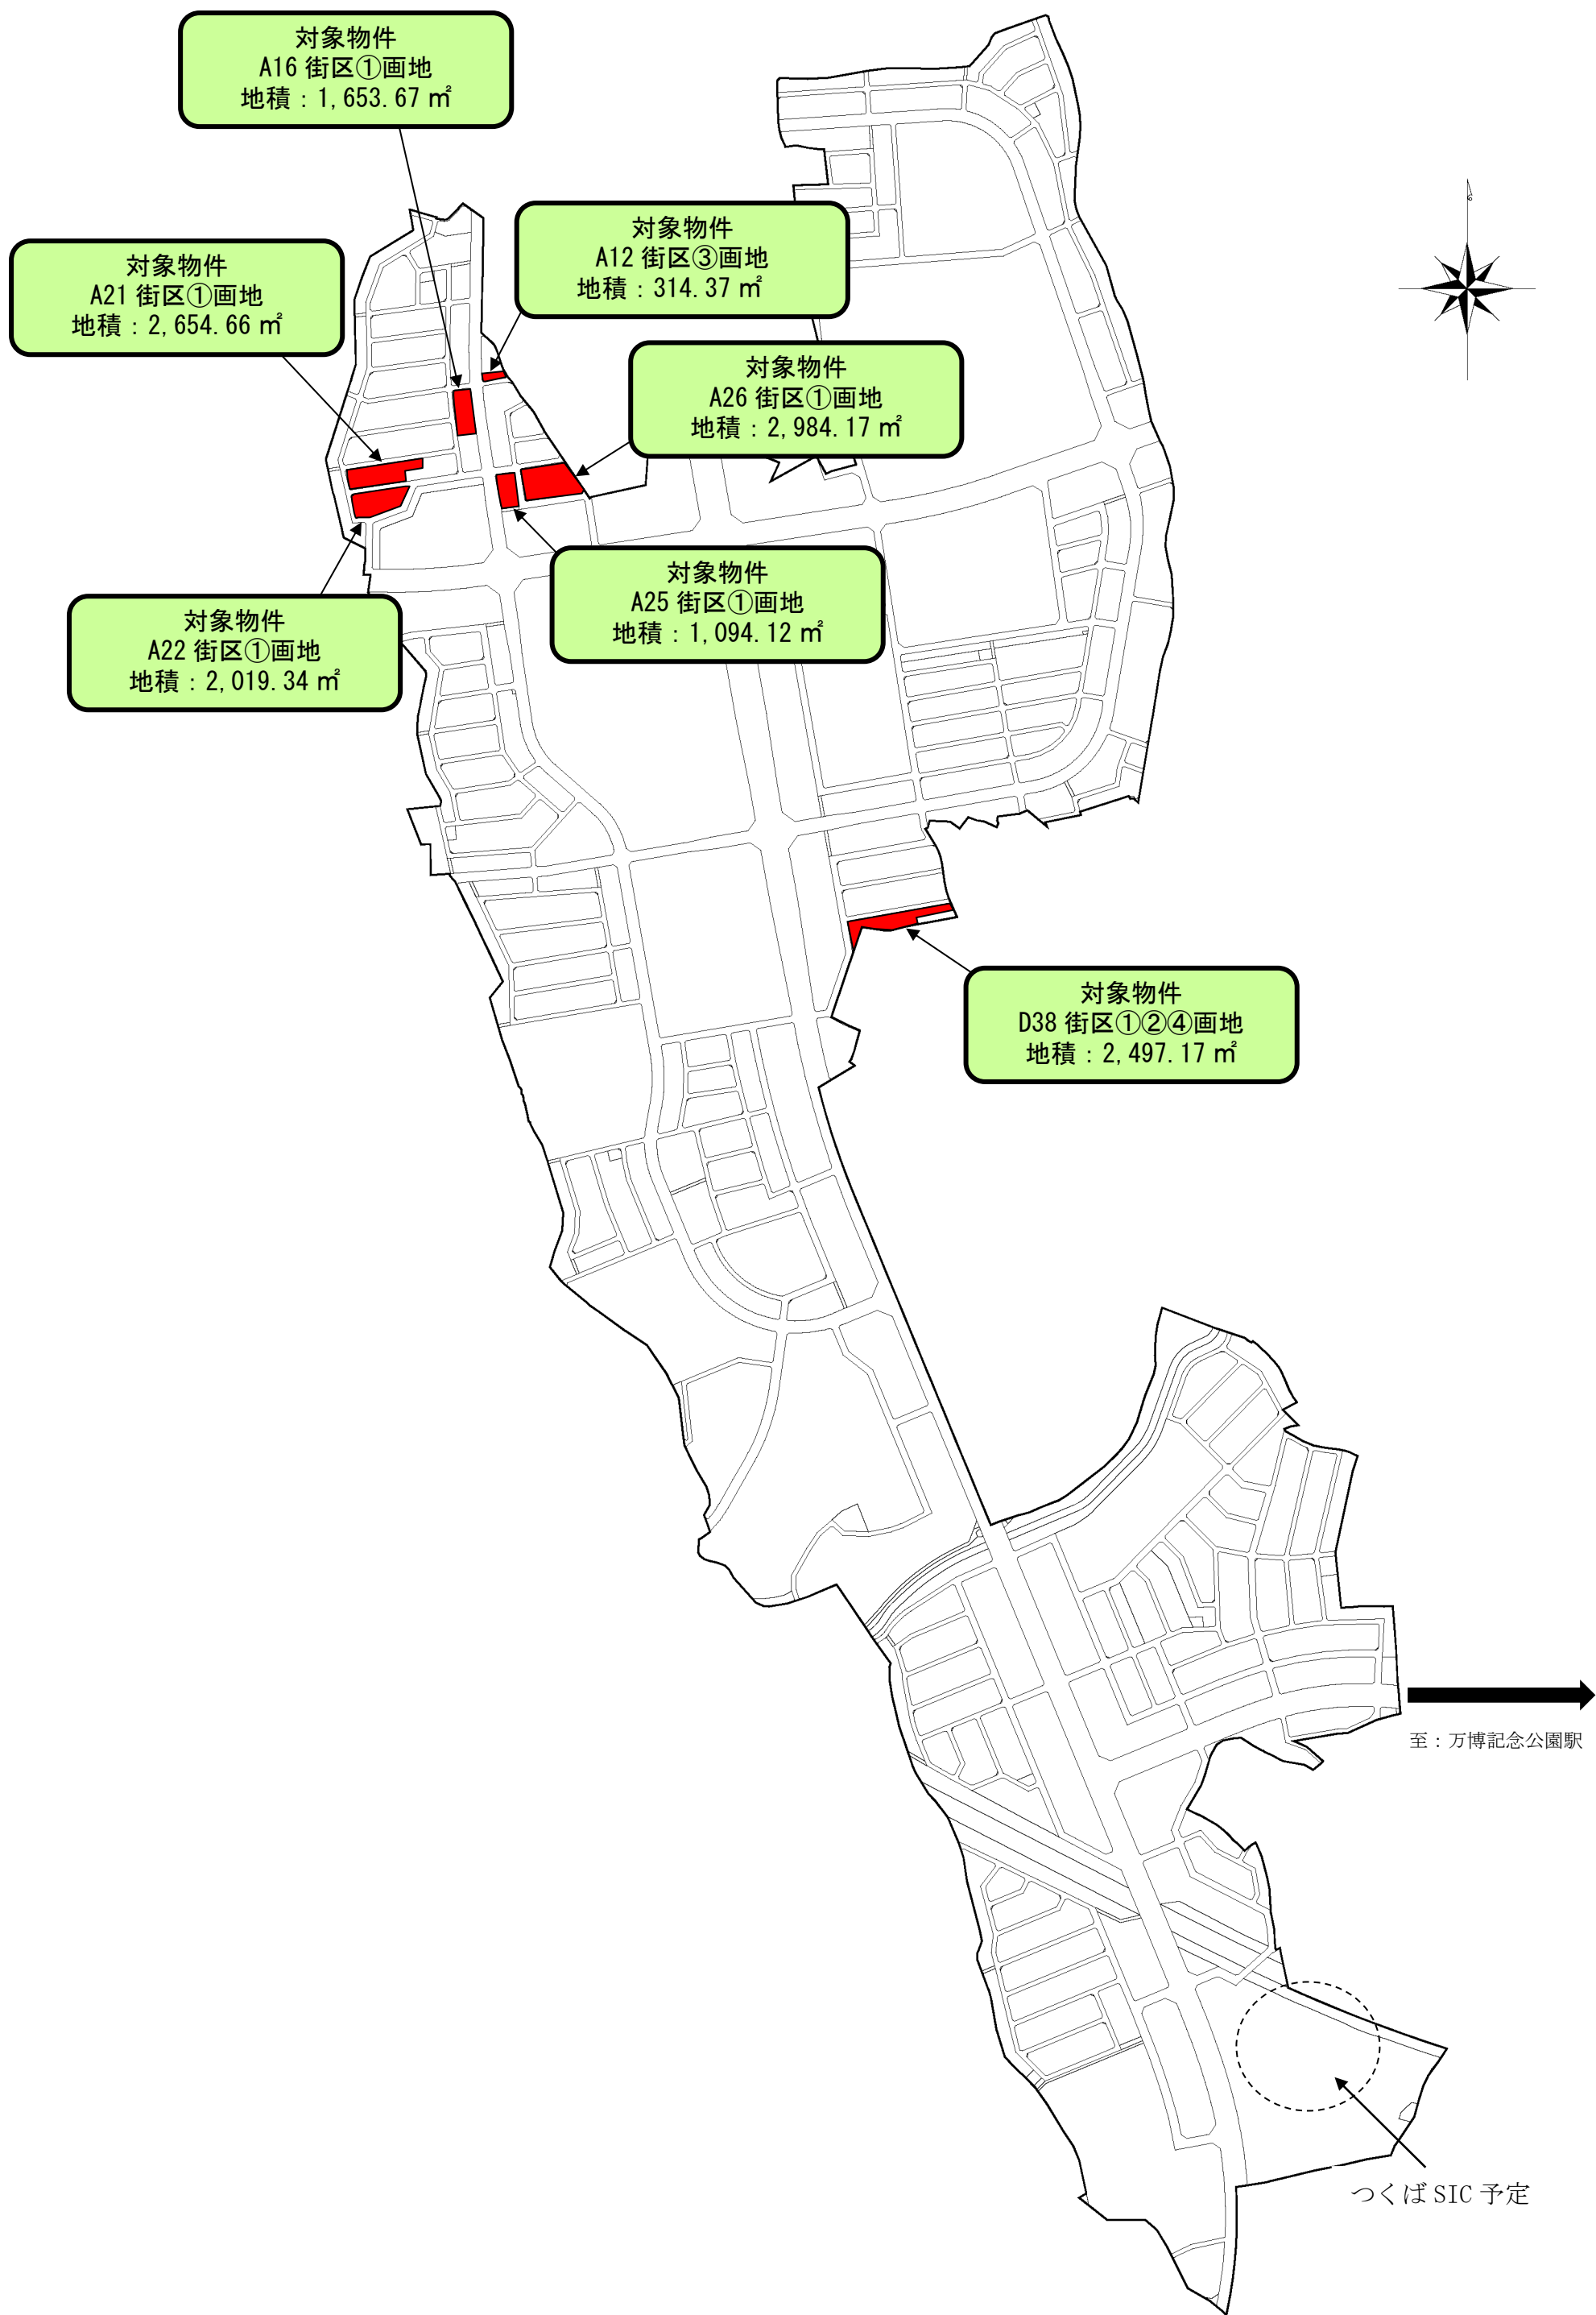 対象物件
A16 街区①画地
地積：1,653.67 ㎡
対象物件
A12 街区③画地
地積：314.37 ㎡
対象物件
A21 街区①画地
地積：2,654.66 ㎡
対象物件
A26 街区①画地
地積：2,984.17 ㎡
対象物件
A25 街区①画地
地積：1,094.12 ㎡
対象物件
A22 街区①画地
地積：2,019.34 ㎡
対象物件
D38 街区①②④画地
地積：2,497.17 ㎡
至：万博記念公園駅
つくば SIC 予定